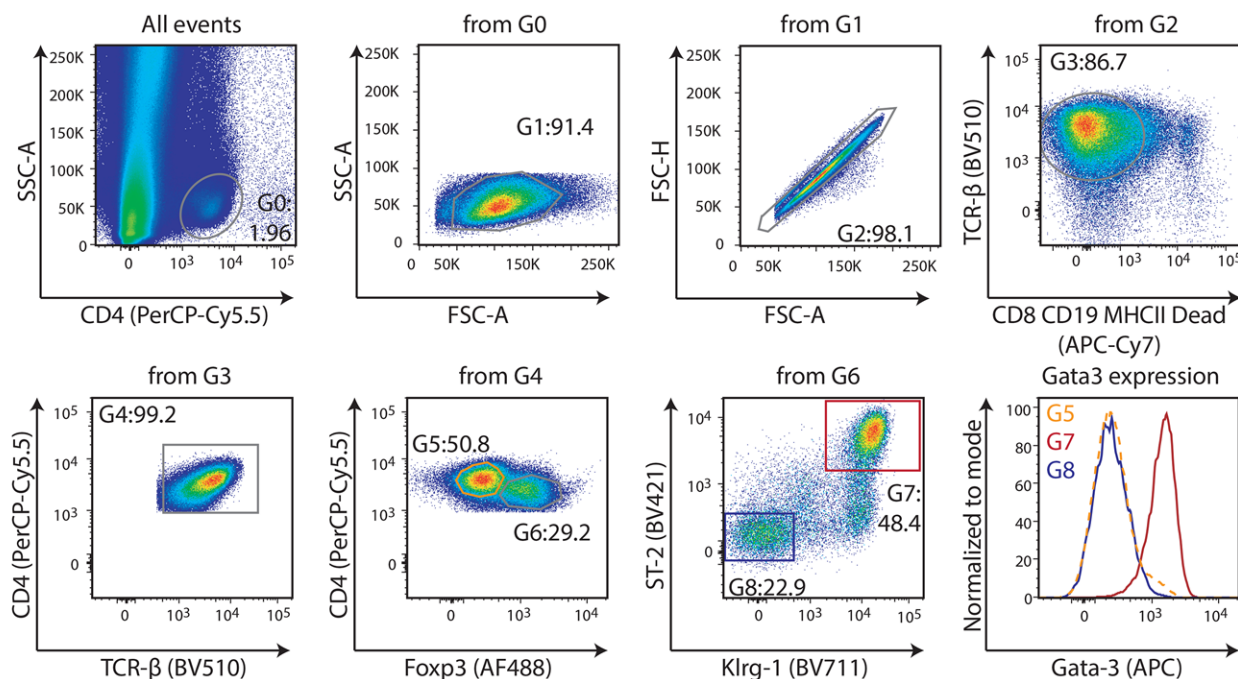 All events
SSC-A
250K
200K
150K
100K
50K
0
G0:
1.96
0 10³ 10⁴ 10⁵
CD4 (PerCP-Cy5.5)
from G0
SSC-A
250K
200K
150K
100K
50K
0
G1:91.4
0 50K 150K 250K
FSC-A
from G1
FSC-H
250K
200K
150K
100K
50K
0
G2:98.1
0 50K 150K 250K
FSC-A
from G2
TCR-β (BV510)
10⁵
10⁴
10³
0
G3:86.7
0 10³ 10⁴ 10⁵
CD8 CD19 MHCII Dead
(APC-Cy7)
from G3
CD4 (PerCP-Cy5.5)
10⁵
10⁴
10³
0
G4:99.2
0 10³ 10⁴ 10⁵
TCR-β (BV510)
from G4
CD4 (PerCP-Cy5.5)
10⁵
10⁴
10³
0
G5:50.8
G6:29.2
0 10³ 10⁴
Foxp3 (AF488)
from G6
ST-2 (BV421)
10⁴
10³
0
G7:
48.4
G8:22.9
0 10³ 10⁴ 10⁵
Klrg-1 (BV711)
Gata3 expression
Normalized to mode
100
80
60
40
20
0
G5
G7
G8
0 10³ 10⁴
Gata-3 (APC)